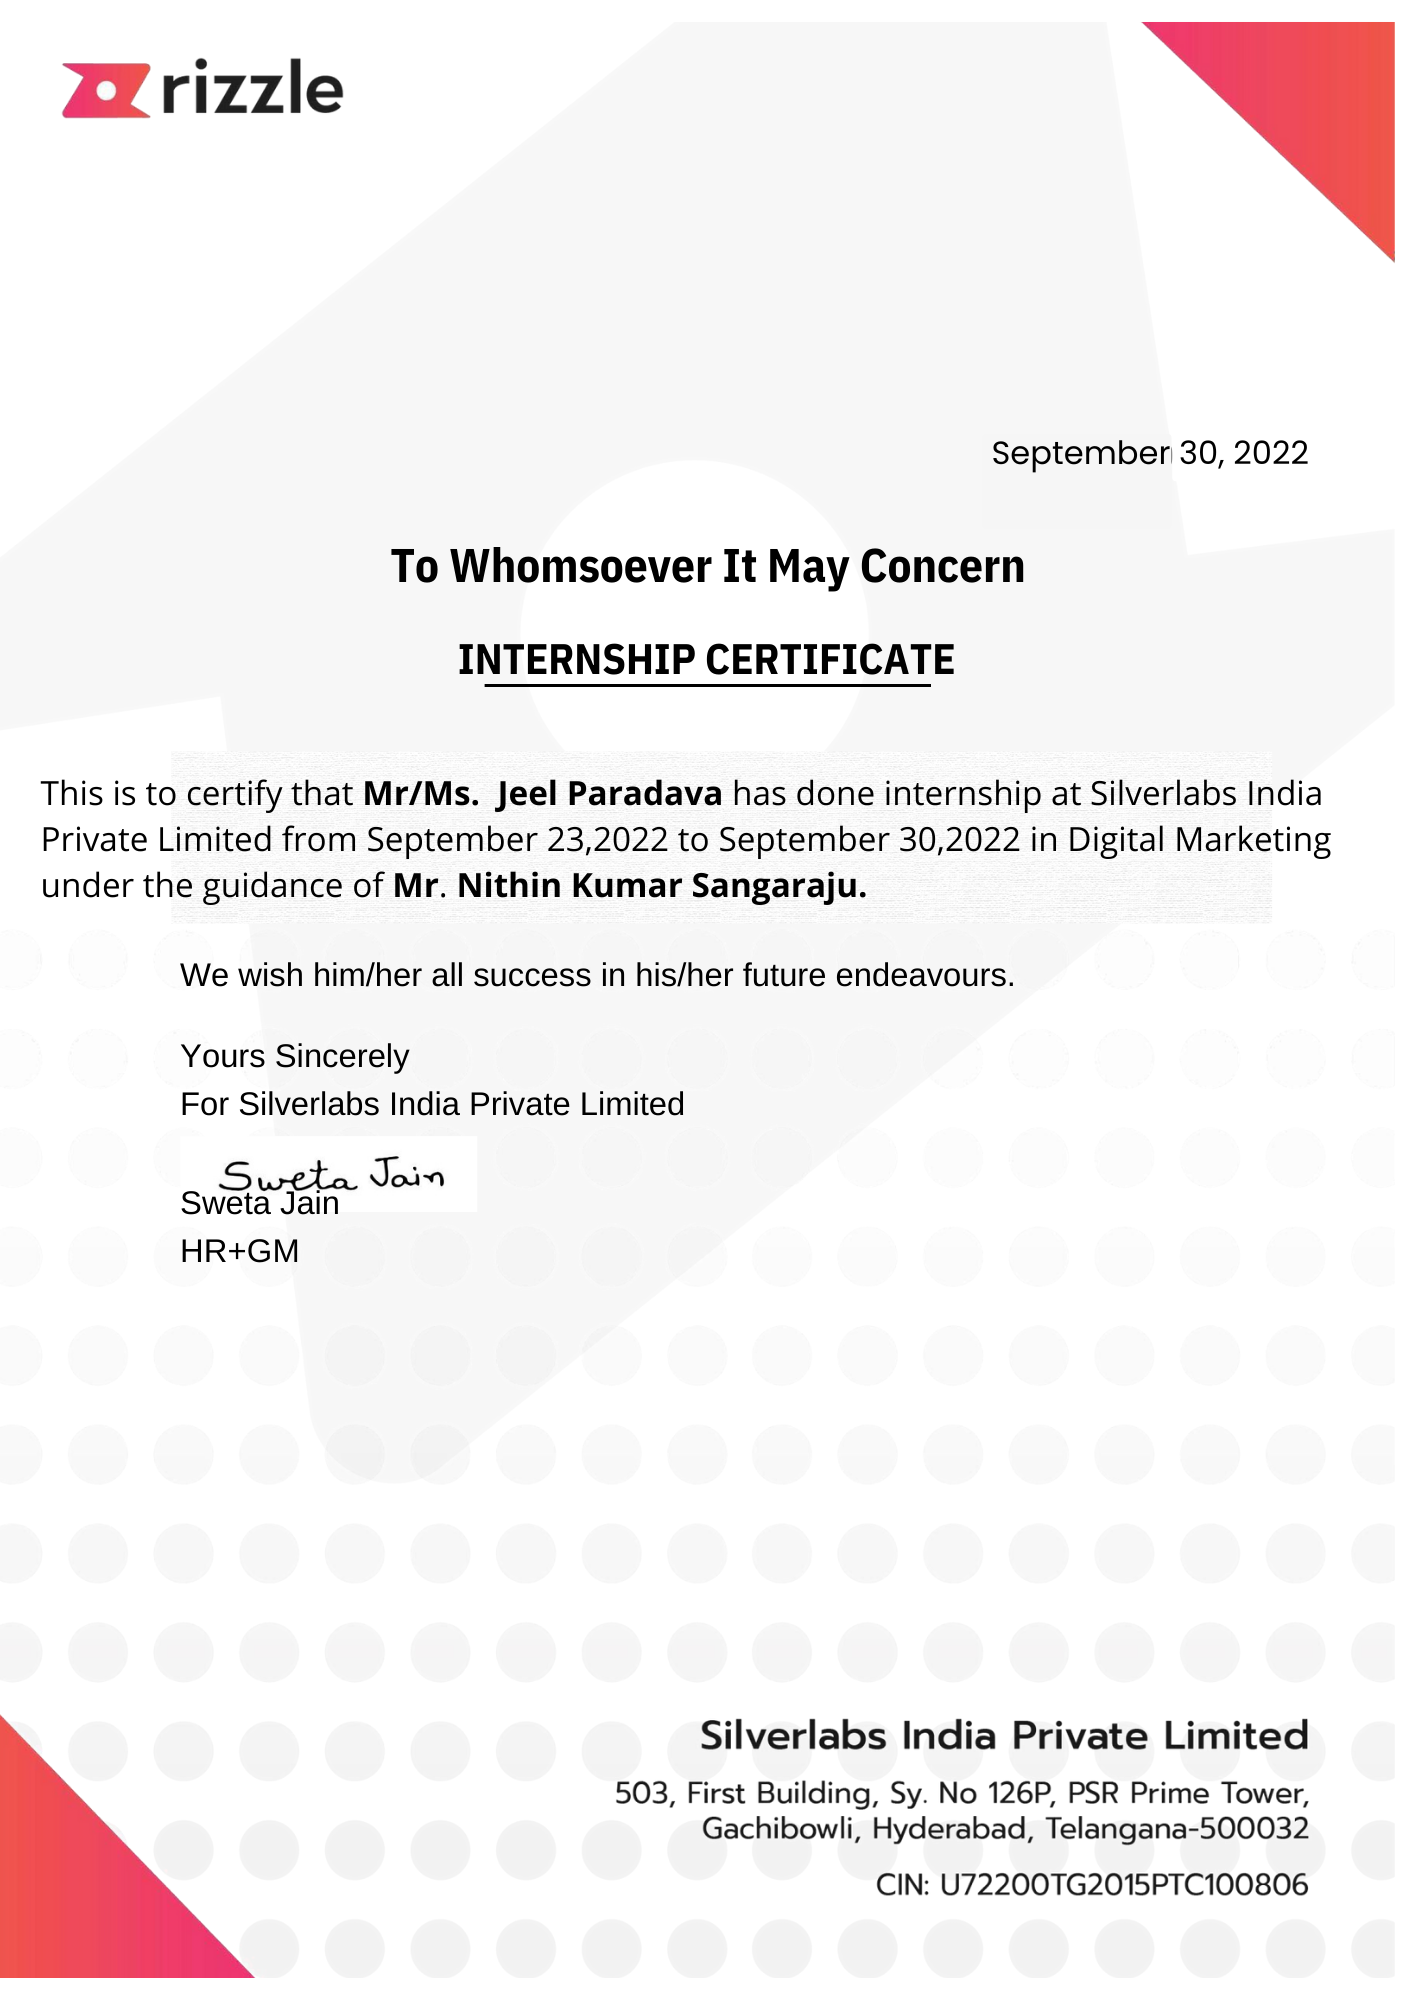 rizzle
September 30, 2022
To Whomsoever It May Concern
INTERNSHIP CERTIFICATE
This is to certify that Mr/Ms.  Jeel Paradava has done internship at Silverlabs India
Private Limited from September 23,2022 to September 30,2022 in Digital Marketing
under the guidance of Mr. Nithin Kumar Sangaraju.
We wish him/her all success in his/her future endeavours.
Yours Sincerely
For Silverlabs India Private Limited
Sweta Jain
Sweta Jain
HR+GM
Silverlabs India Private Limited
503, First Building, Sy. No 126P, PSR Prime Tower,
Gachibowli, Hyderabad, Telangana-500032
CIN: U72200TG2015PTC100806